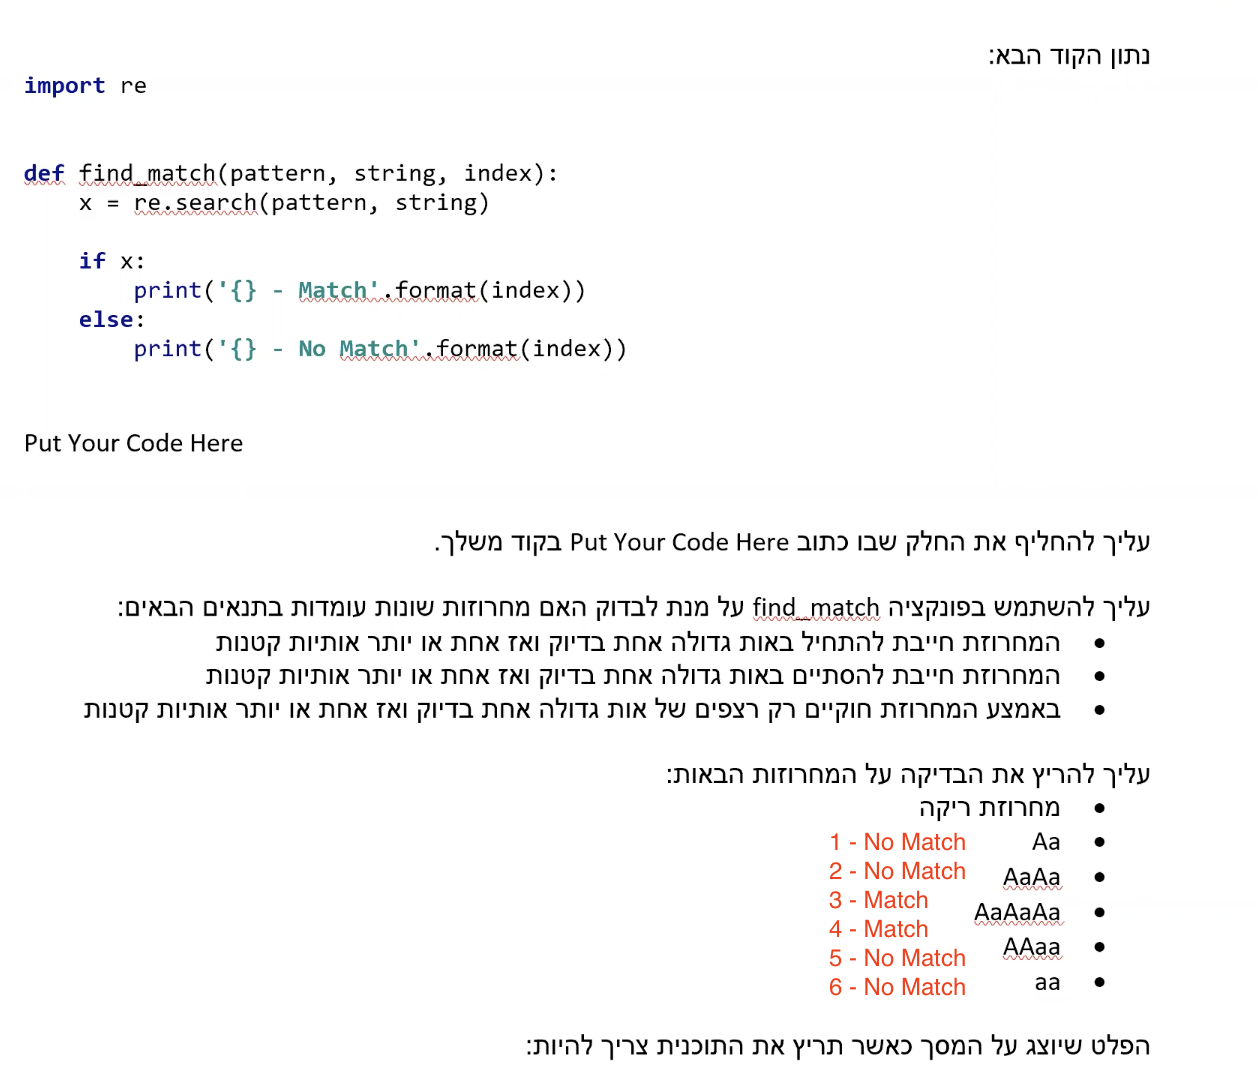 נתון הקוד הבא:
import re
def find_match(pattern, string, index):
x = re.search(pattern, string)
if x:
print('{} - Match'.format(index))
else:
print('{} - No Match'.format(index))
Put Your Code Here
עליך להחליף את החלק שבו כתוב Put Your Code Here בקוד משלך.
עליך להשתמש בפונקציה find_match על מנת לבדוק האם מחרוזות שונות עומדות בתנאים הבאים:
• המחרוזת חייבת להתחיל באות גדולה אחת בדיוק ואז אחת או יותר אותיות קטנות
• המחרוזת חייבת להסתיים באות גדולה אחת בדיוק ואז אחת או יותר אותיות קטנות
• באמצע המחרוזת חוקיים רק רצפים של אות גדולה אחת בדיוק ואז אחת או יותר אותיות קטנות
עליך להריץ את הבדיקה על המחרוזות הבאות:
• מחרוזת ריקה
• Aa
• AaAa
• AaAaAa
• AAaa
• aa
1 - No Match
2 - No Match
3 - Match
4 - Match
5 - No Match
6 - No Match
הפלט שיוצג על המסך כאשר תריץ את התוכנית צריך להיות: